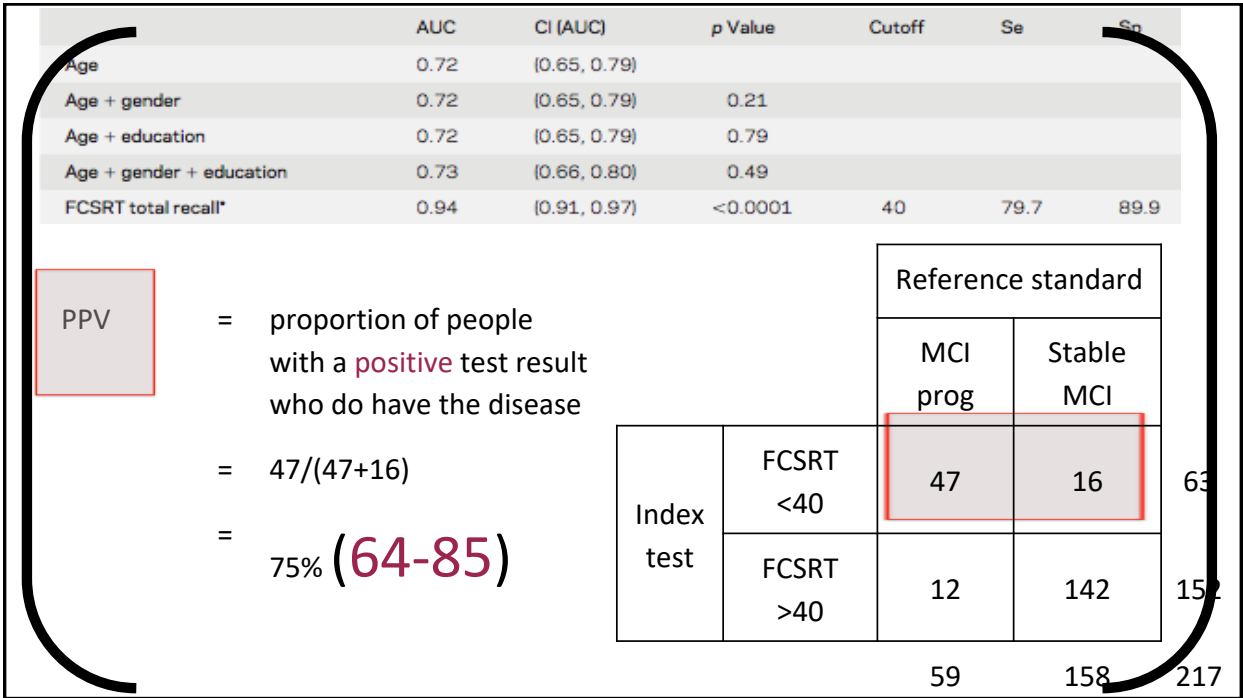 AUC CI (AUC) p Value Cutoff Se Sp
Age 0.72 (0.65, 0.79)
Age + gender 0.72 (0.65, 0.79) 0.21
Age + education 0.72 (0.65, 0.79) 0.79
Age + gender + education 0.73 (0.66, 0.80) 0.49
FCSRT total recall* 0.94 (0.91, 0.97) <0.0001 40 79.7 89.9
PPV = proportion of people
with a positive test result
who do have the disease
= 47/(47+16)
= 75% (64-85)
Reference standard
MCI Stable
prog MCI
Index
test
FCSRT
<40
47 16 63
FCSRT
>40
12 142 152
59 158 217